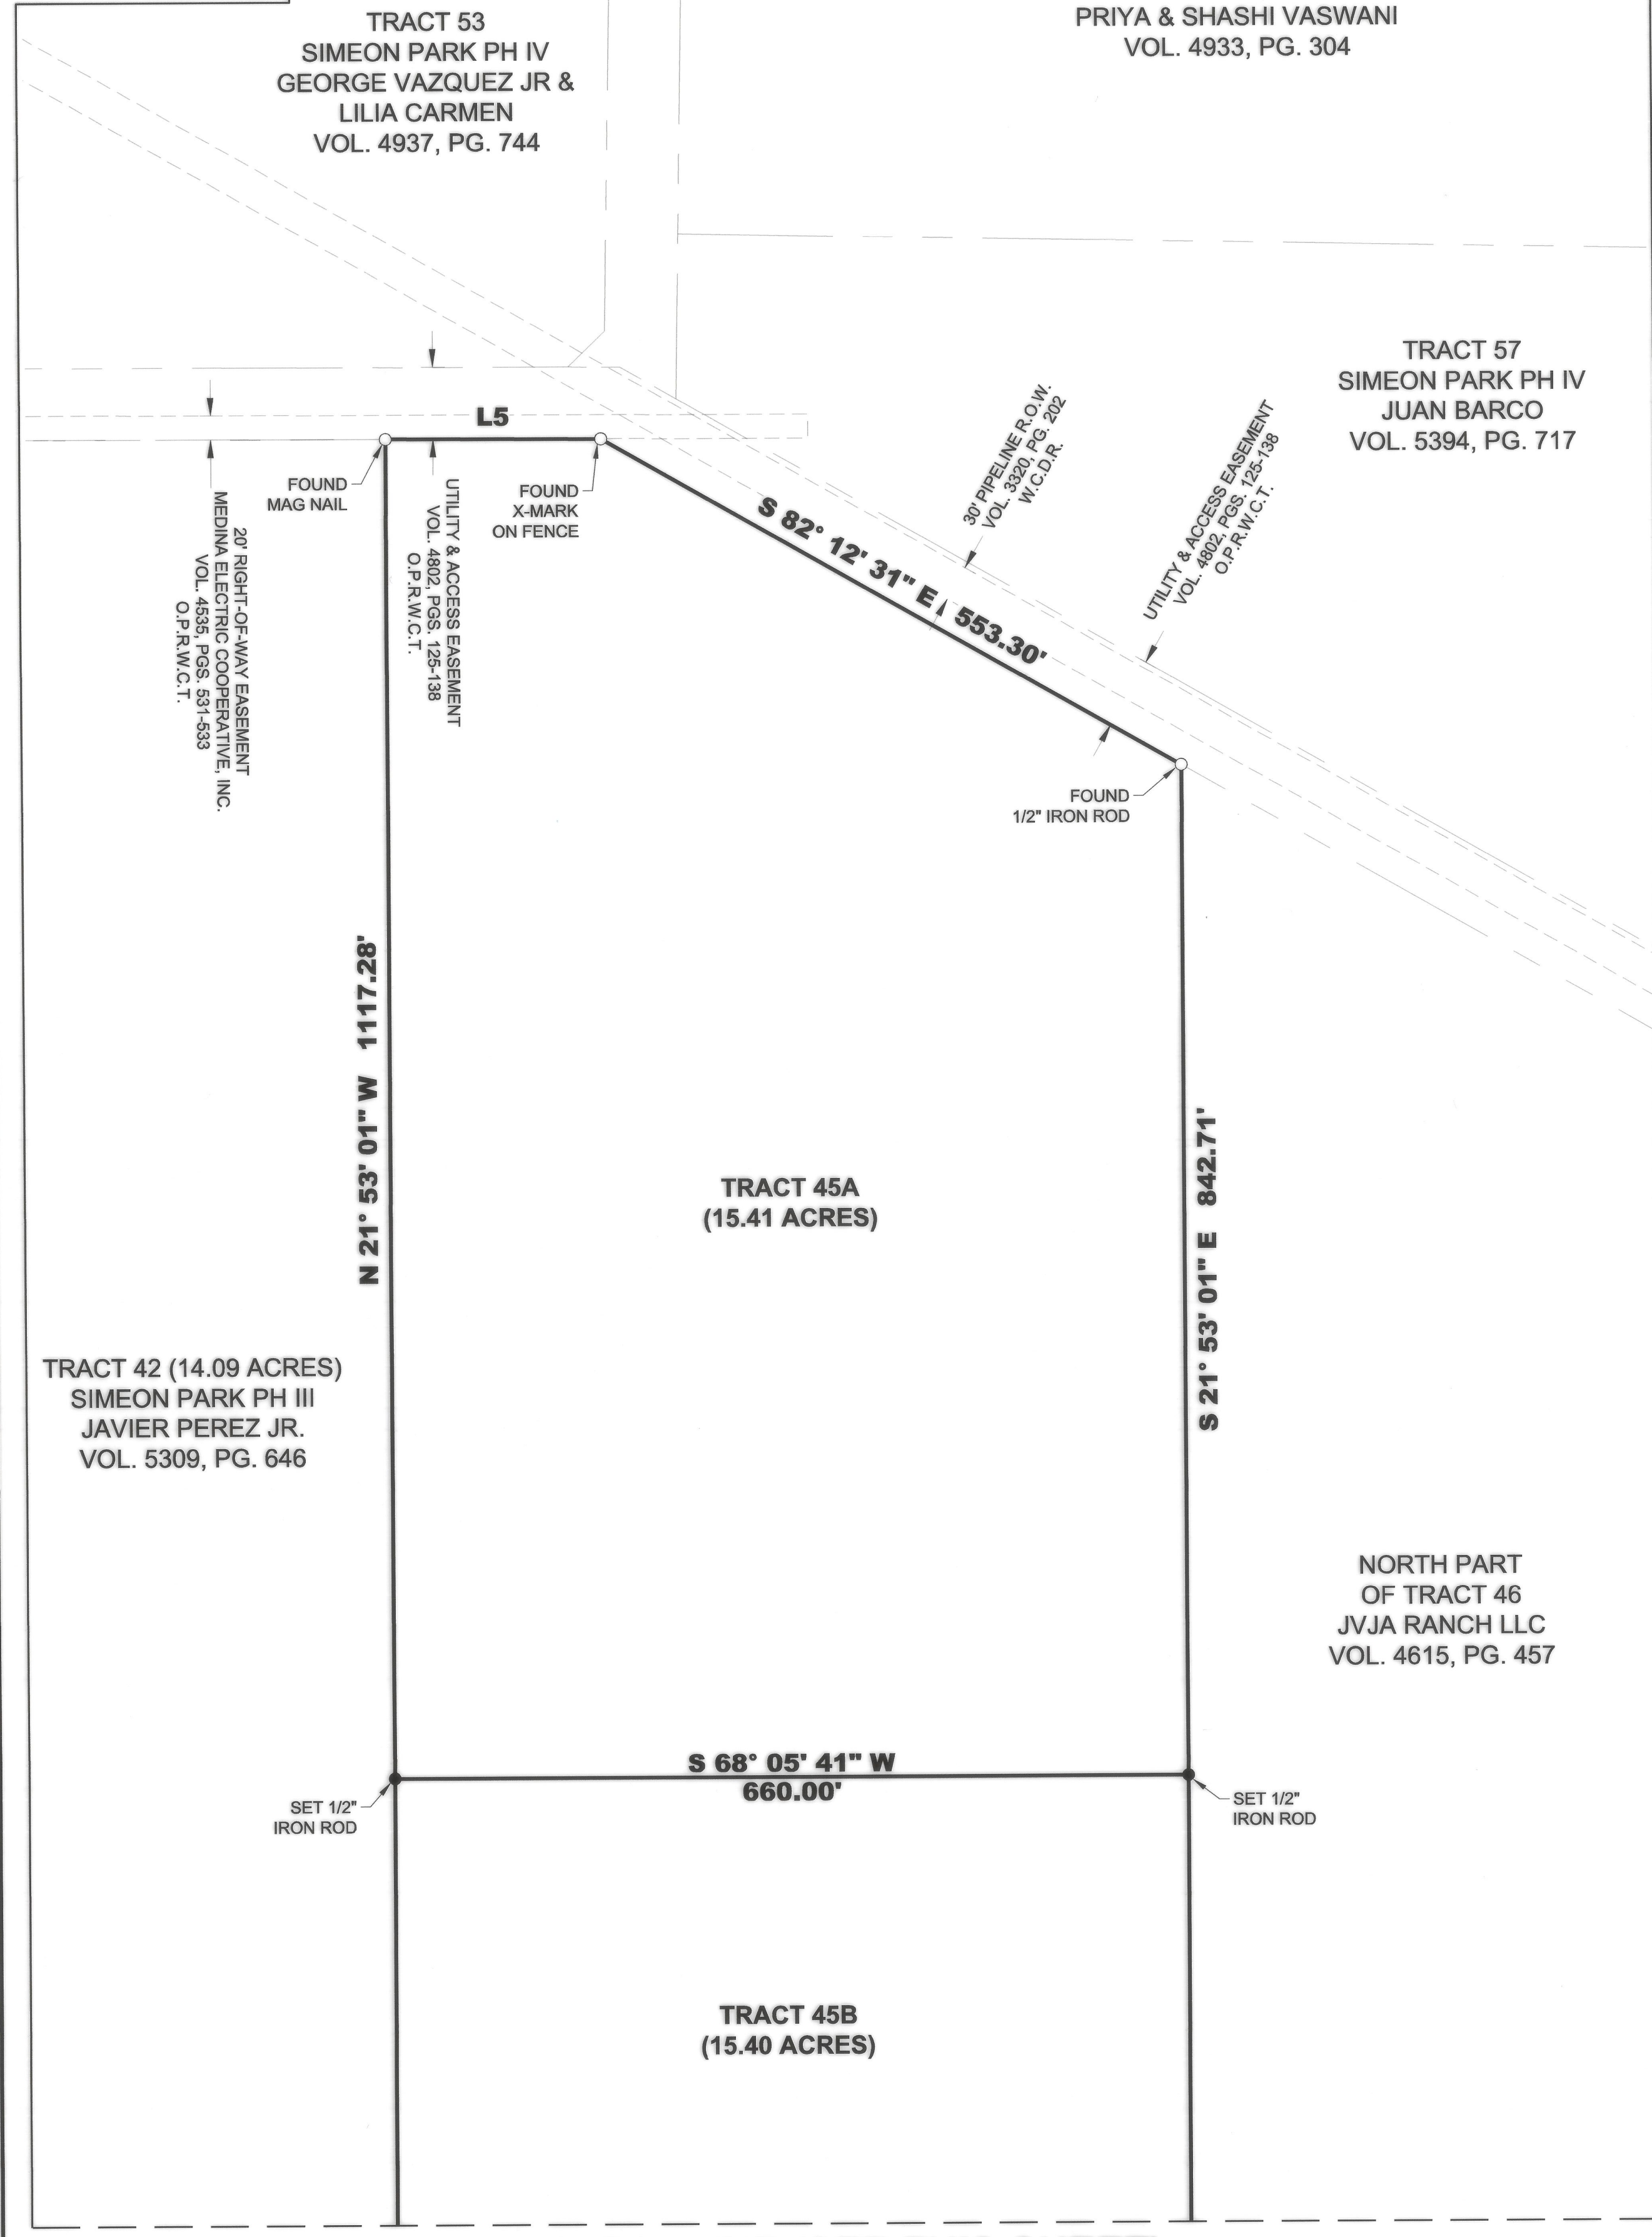 TRACT 53
SIMEON PARK PH IV
GEORGE VAZQUEZ JR &
LILIA CARMEN
VOL. 4937, PG. 744
PRIYA & SHASHI VASWANI
VOL. 4933, PG. 304
TRACT 57
SIMEON PARK PH IV
JUAN BARCO
VOL. 5394, PG. 717
30' PIPELINE R.O.W.
VOL. 3320, PG. 202
W.C.D.R.
UTILITY & ACCESS EASEMENT
VOL. 4802, PGS. 125-138
O.P.R.W.C.T.
L5
FOUND
MAG NAIL
FOUND
X-MARK
ON FENCE
UTILITY & ACCESS EASEMENT
VOL. 4802, PGS. 125-138
O.P.R.W.C.T.
20' RIGHT-OF-WAY EASEMENT
MEDINA ELECTRIC COOPERATIVE, INC.
VOL. 4535, PGS. 531-533
O.P.R.W.C.T.
S 82° 12' 31" E 553.30'
FOUND
1/2" IRON ROD
N 21° 53' 01" W 1117.28'
TRACT 45A
(15.41 ACRES)
S 21° 53' 01" E 842.71'
TRACT 42 (14.09 ACRES)
SIMEON PARK PH III
JAVIER PEREZ JR.
VOL. 5309, PG. 646
NORTH PART
OF TRACT 46
JVJA RANCH LLC
VOL. 4615, PG. 457
S 68° 05' 41" W
660.00'
SET 1/2"
IRON ROD
SET 1/2"
IRON ROD
TRACT 45B
(15.40 ACRES)